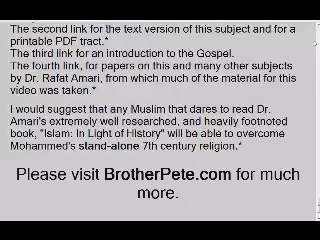 The second link for the text version of this subject and for a
printable PDF tract.*
The third link for an introduction to the Gospel.
The fourth link, for papers on this and many other subjects
by Dr. Rafat Amari, from which much of the material for this
video was taken.*
I would suggest that any Muslim that dares to read Dr.
Amari's extremely well researched, and heavily footnoted
book, "Islam: In Light of History" will be able to overcome
Mohammed's stand-alone 7th century religion.*
Please visit BrotherPete.com for much
more.